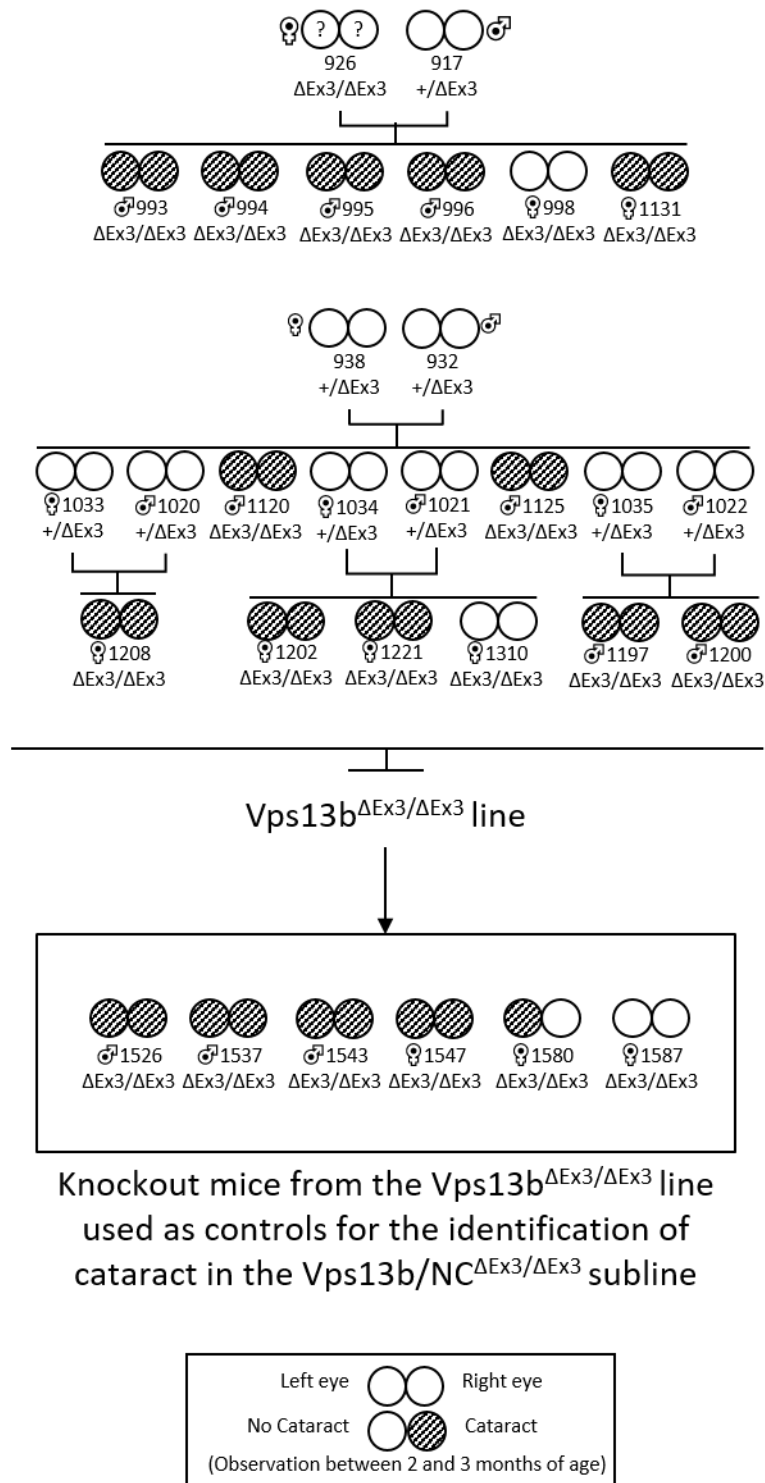 ♀ ? ? ♂
926 917
ΔEx3/ΔEx3 +/ΔEx3
♂993 ♂994 ♂995 ♂996 ♀998 ♀1131
ΔEx3/ΔEx3 ΔEx3/ΔEx3 ΔEx3/ΔEx3 ΔEx3/ΔEx3 ΔEx3/ΔEx3 ΔEx3/ΔEx3
♀ ♂
938 932
+/ΔEx3 +/ΔEx3
♀1033 ♂1020 ♂1120 ♀1034 ♂1021 ♂1125 ♀1035 ♂1022
+/ΔEx3 +/ΔEx3 ΔEx3/ΔEx3 +/ΔEx3 +/ΔEx3 ΔEx3/ΔEx3 +/ΔEx3 +/ΔEx3
♀1208 ♀1202 ♀1221 ♀1310 ♂1197 ♂1200
ΔEx3/ΔEx3 ΔEx3/ΔEx3 ΔEx3/ΔEx3 ΔEx3/ΔEx3 ΔEx3/ΔEx3 ΔEx3/ΔEx3
Vps13bΔEx3/ΔEx3 line
♂1526 ♂1537 ♂1543 ♀1547 ♀1580 ♀1587
ΔEx3/ΔEx3 ΔEx3/ΔEx3 ΔEx3/ΔEx3 ΔEx3/ΔEx3 ΔEx3/ΔEx3 ΔEx3/ΔEx3
Knockout mice from the Vps13bΔEx3/ΔEx3 line
used as controls for the identification of
cataract in the Vps13b/NCΔEx3/ΔEx3 subline
Left eye Right eye
No Cataract Cataract
(Observation between 2 and 3 months of age)